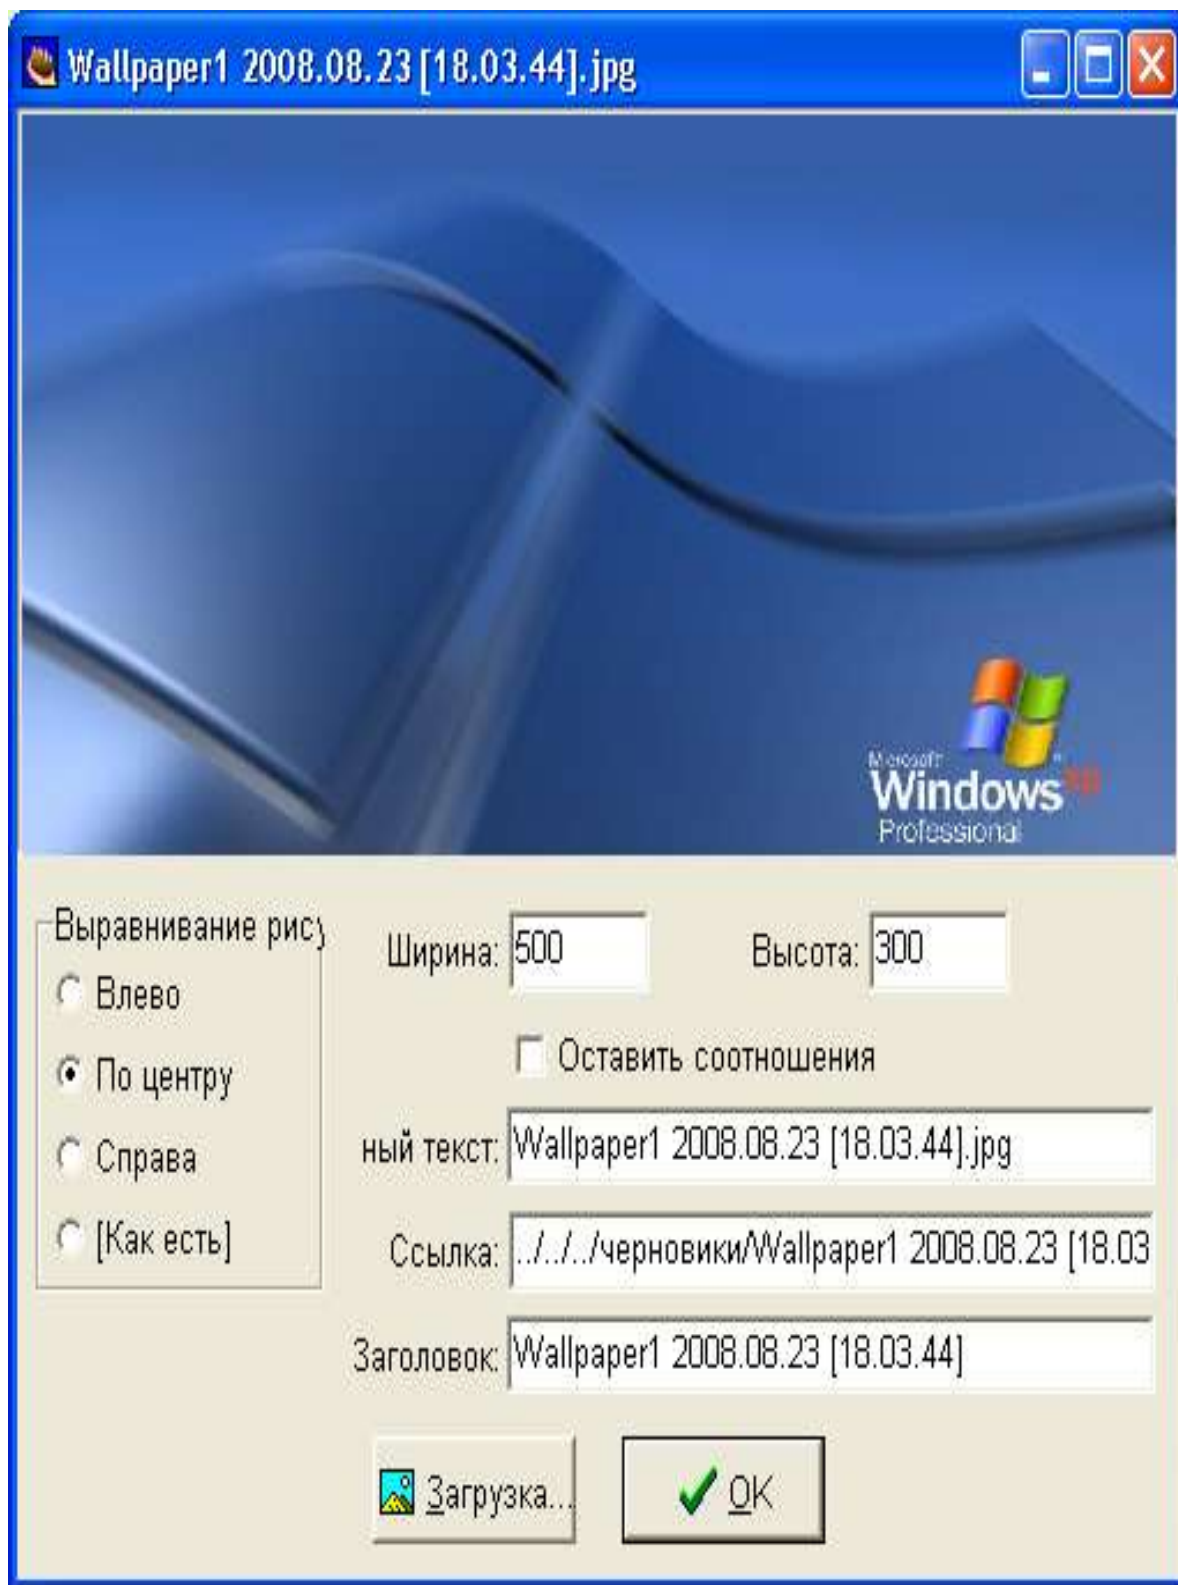 Wallpaper1 2008.08.23 [18.03.44].jpg
Microsoft
Windows xp
Professional
Выравнивание рису
Влево
По центру
Справа
[Как есть]
Ширина: 500
Высота: 300
Оставить соотношения
ный текст: Wallpaper1 2008.08.23 [18.03.44].jpg
Ссылка: ../../../черновики/Wallpaper1 2008.08.23 [18.03
Заголовок: Wallpaper1 2008.08.23 [18.03.44]
Загрузка...
OK